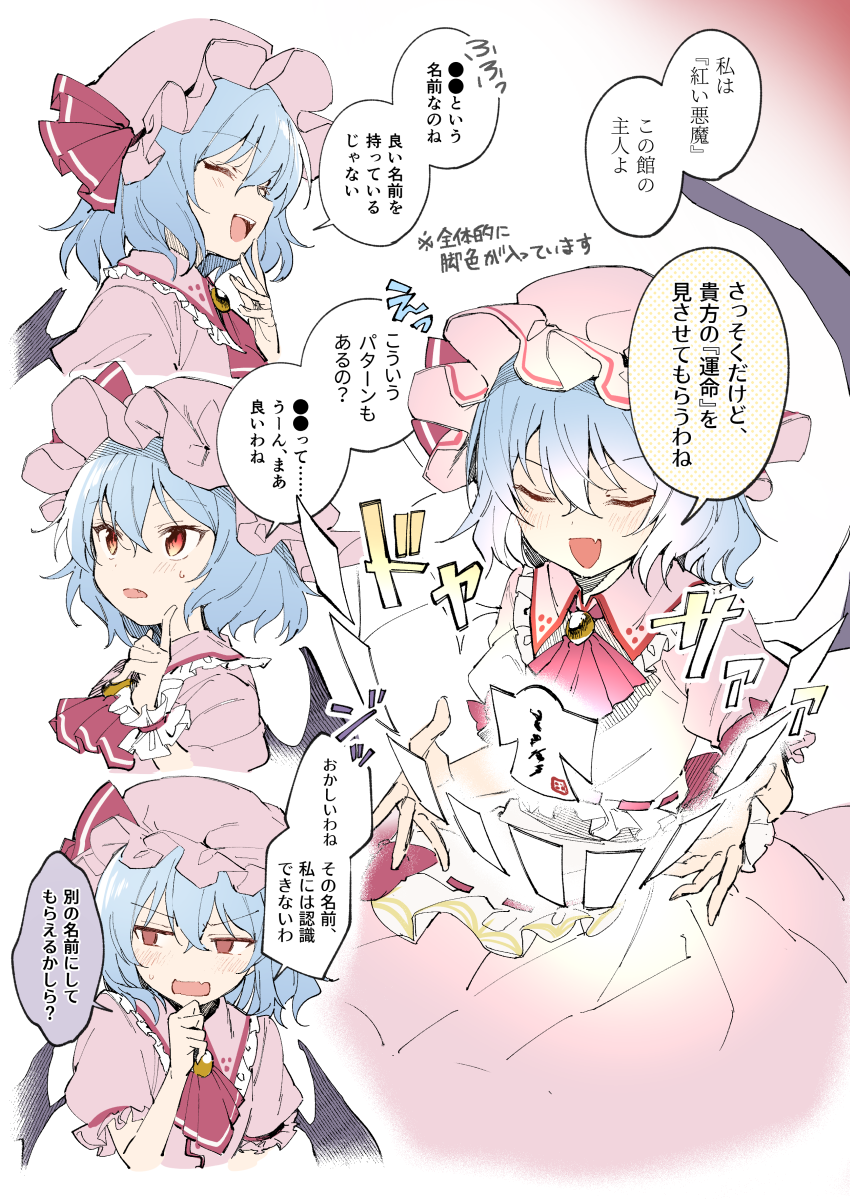 私は
『紅い悪魔』
この館の
主人よ
さっそくだけど、
貴方の『運命』を
見させてもらうわね
ドヤ
サァァ
ふふふっ
●●という
名前なのね
良い名前を
持っている
じゃない
※全体的に
脚色が入っています
えっ
こういう
パターンも
あるの？
●●って……
うーん、まあ
良いわね
おかしいわね
その名前、
私には認識
できないわ
別の名前にして
もらえるかしら？